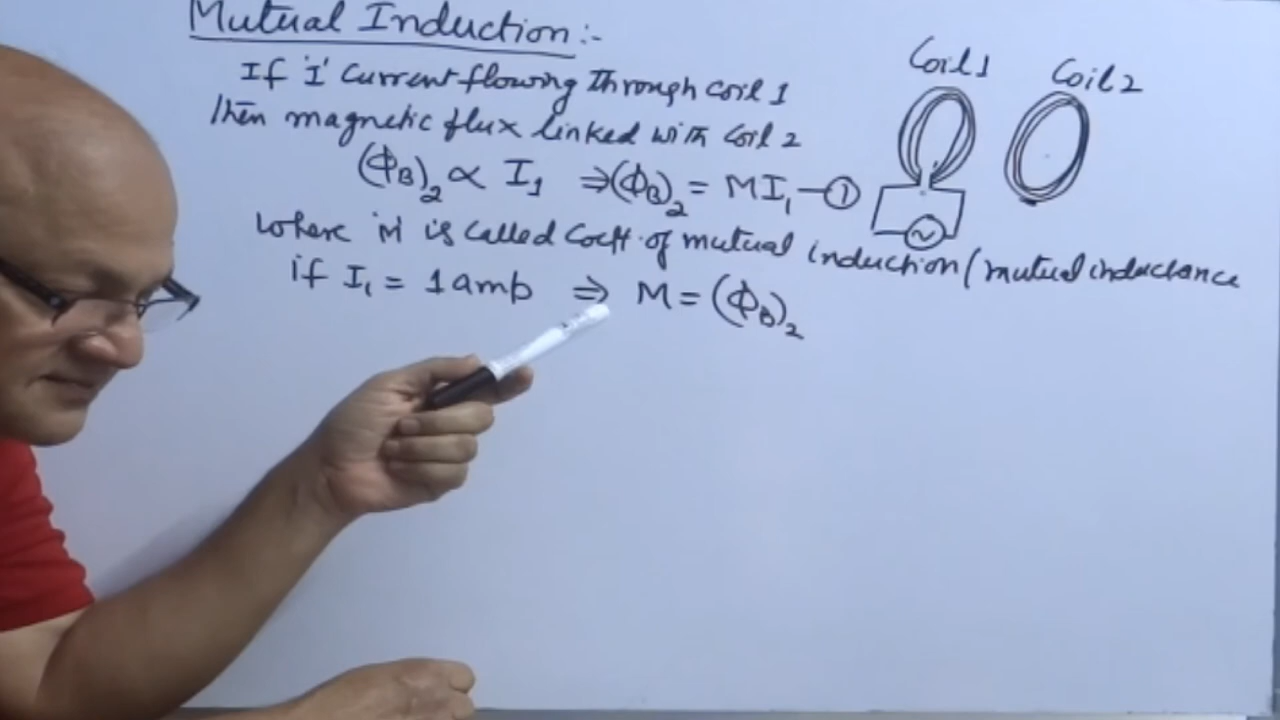 Mutual Induction:-
Coil 1
Coil 2
If 'I' Current flowing Through coil 1
Then magnetic flux linked with Coil 2
(ΦB)2 ∝ I1 ⇒ (ΦB)2 = MI1 —①
where 'M' is called Coeff. of mutual induction (mutual inductance
if I1 = 1 amp ⇒ M = (ΦB)2